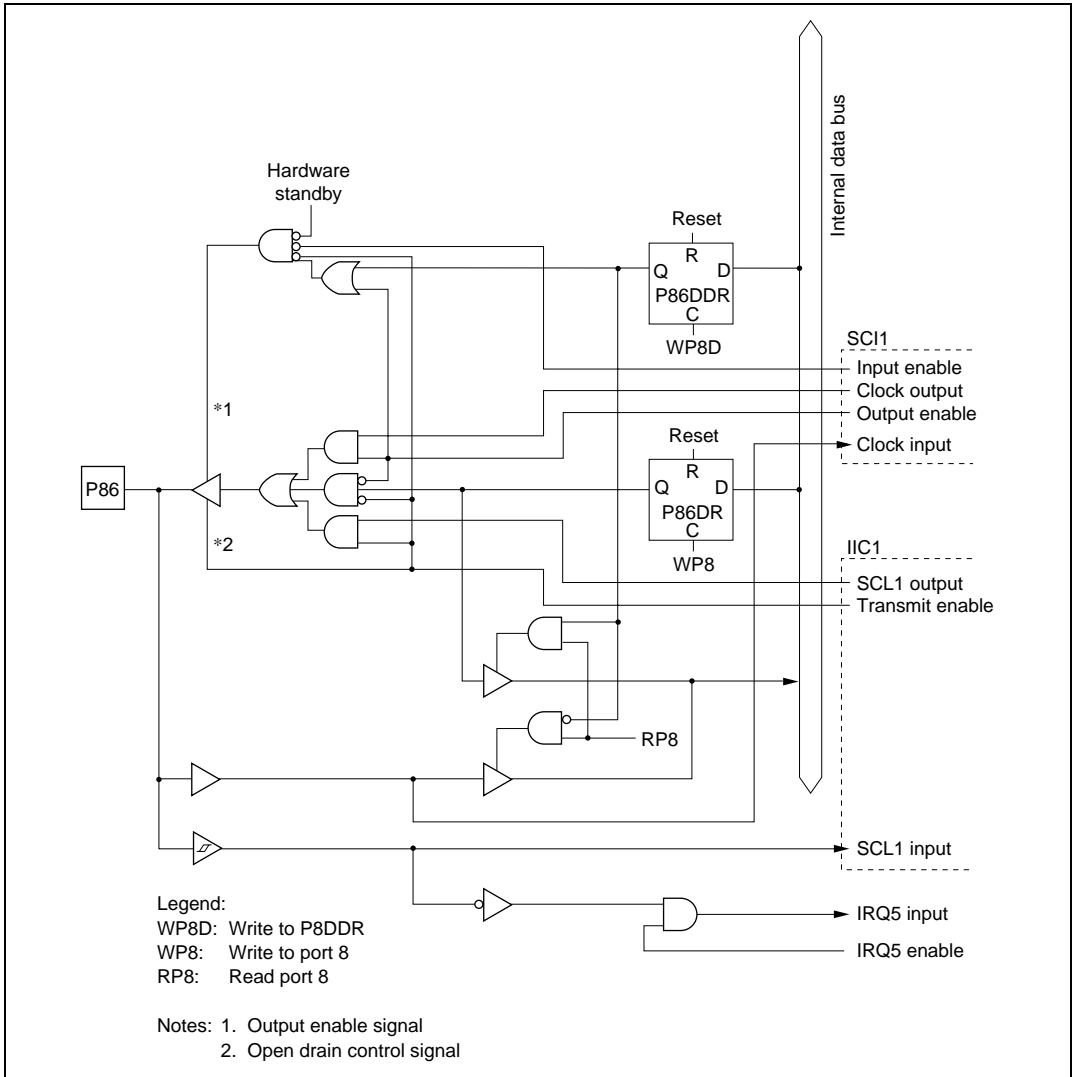 Hardware
standby
Internal data bus
Reset
R
Q D
P86DDR
C
WP8D
SCI1
Input enable
Clock output
Output enable
Clock input
*1
Reset
R
Q D
P86DR
C
WP8
P86
*2
IIC1
SCL1 output
Transmit enable
RP8
SCL1 input
IRQ5 input
IRQ5 enable
Legend:
WP8D: Write to P8DDR
WP8: Write to port 8
RP8: Read port 8
Notes: 1. Output enable signal
2. Open drain control signal